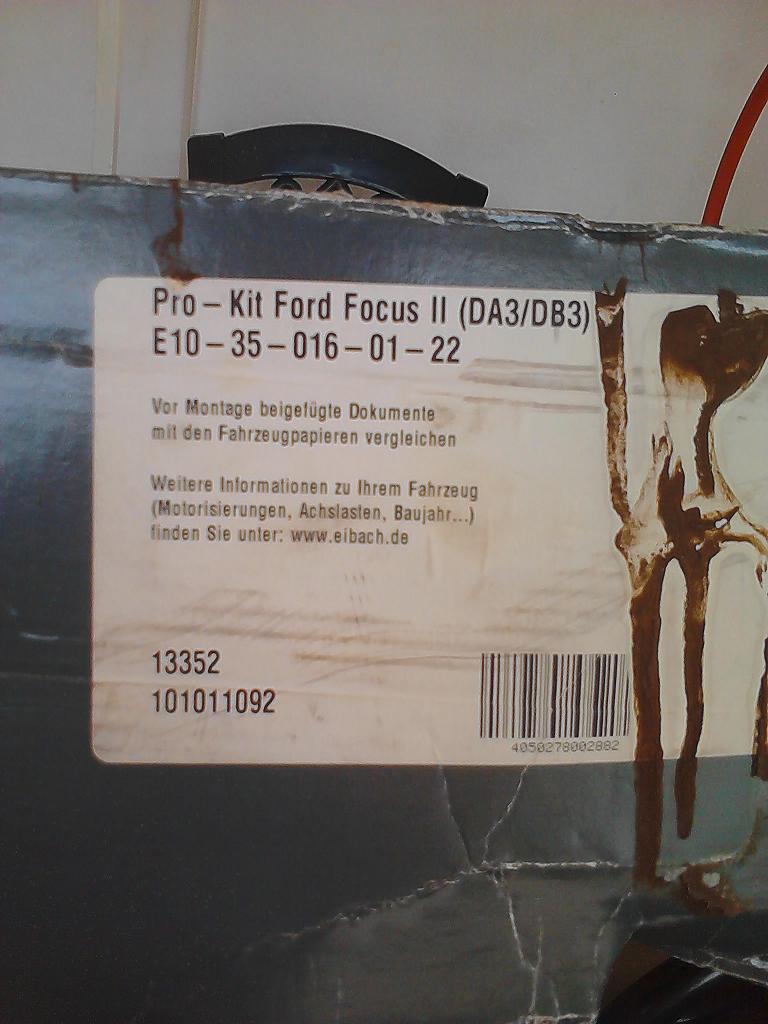 Pro – Kit Ford Focus II (DA3/DB3)
E10 – 35 – 016 – 01 – 22
Vor Montage beigefügte Dokumente
mit den Fahrzeugpapieren vergleichen
Weitere Informationen zu Ihrem Fahrzeug
(Motorisierungen, Achslasten, Baujahr...)
finden Sie unter: www.eibach.de
13352
101011092
4050278002882